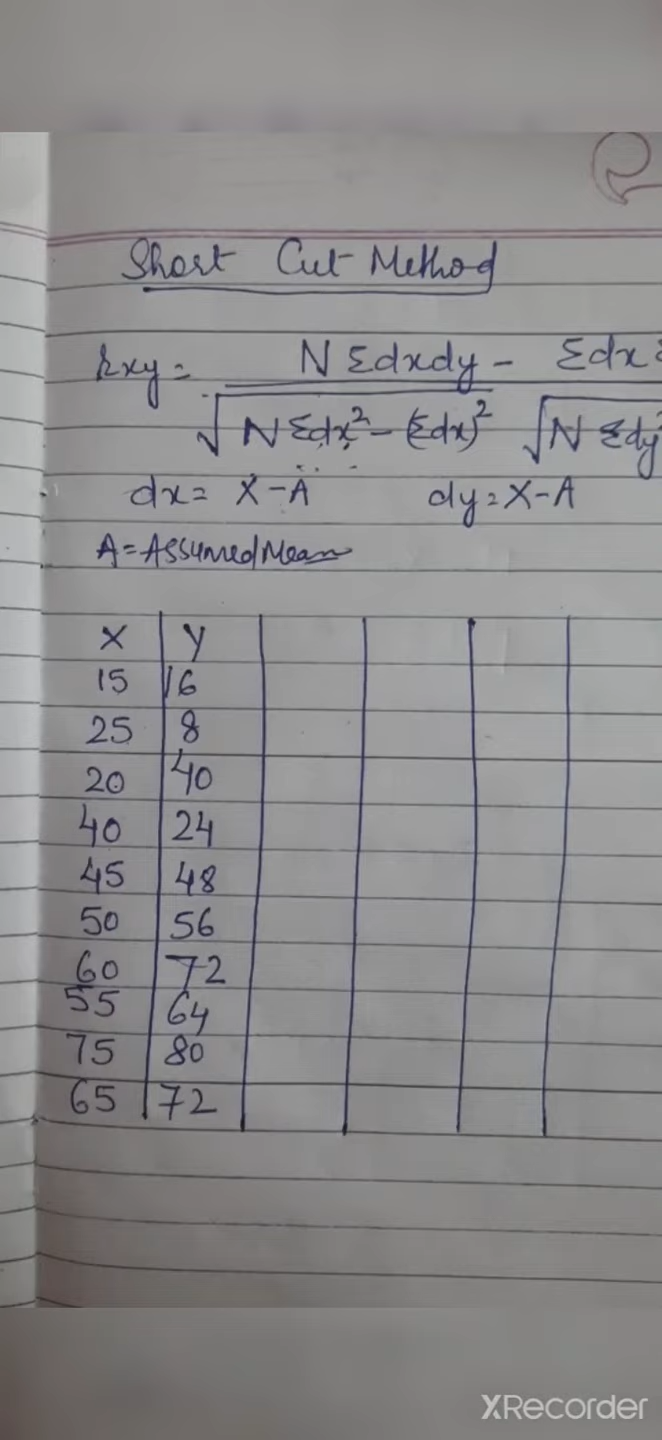 Short Cut Method
rxy = N Σdxdy - Σdx Σ
√N Σdx² - (Σdx)² √N Σdy²
dx = X - A dy = X - A
A = Assumed Mean
X Y
15 16
25 8
20 40
40 24
45 48
50 56
60 72
55 64
75 80
65 72
XRecorder